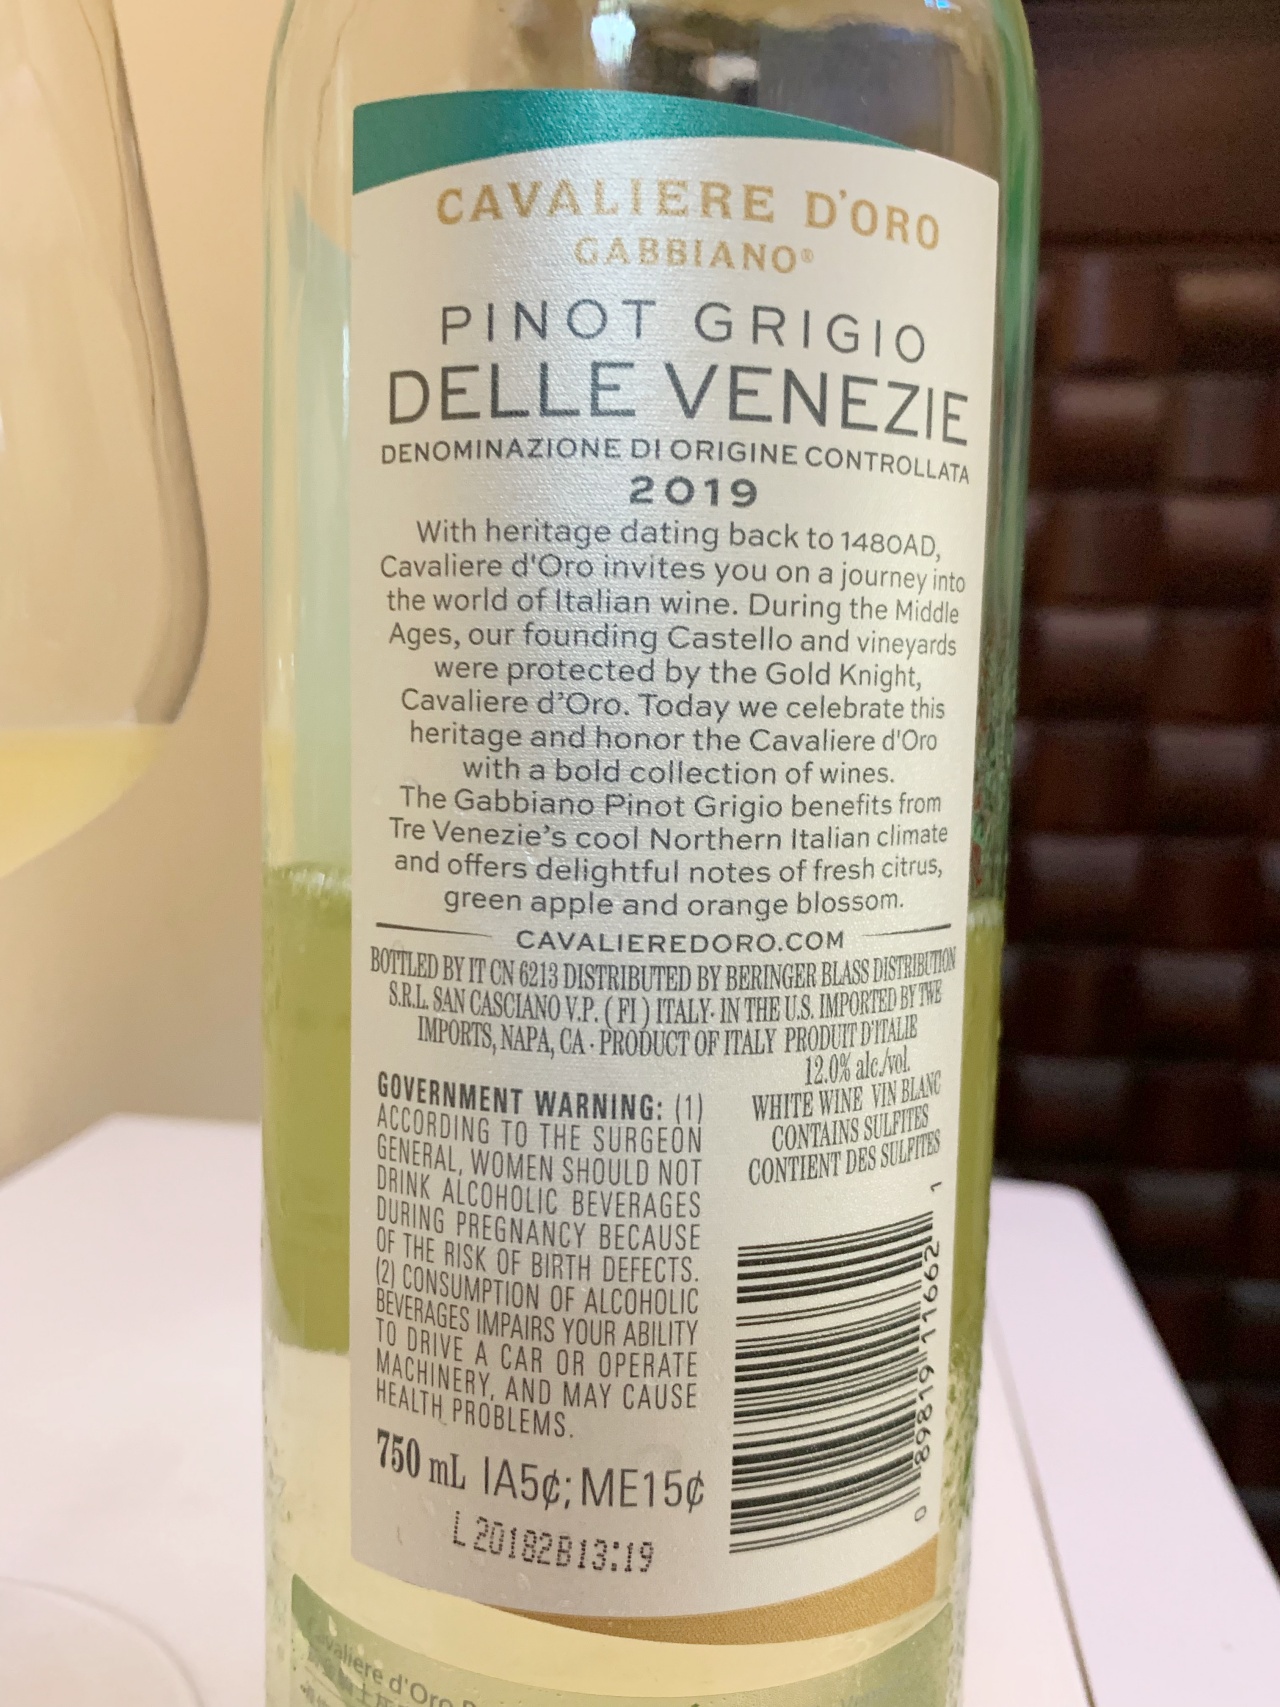 CAVALIERE D'ORO
GABBIANO®
PINOT GRIGIO
DELLE VENEZIE
DENOMINAZIONE DI ORIGINE CONTROLLATA
2019
With heritage dating back to 1480AD,
Cavaliere d'Oro invites you on a journey into
the world of Italian wine. During the Middle
Ages, our founding Castello and vineyards
were protected by the Gold Knight,
Cavaliere d'Oro. Today we celebrate this
heritage and honor the Cavaliere d'Oro
with a bold collection of wines.
The Gabbiano Pinot Grigio benefits from
Tre Venezie's cool Northern Italian climate
and offers delightful notes of fresh citrus,
green apple and orange blossom.
CAVALIEREDORO.COM
BOTTLED BY IT CN 6213 DISTRIBUTED BY BERINGER BLASS DISTRIBUTION
S.R.L. SAN CASCIANO V.P. ( FI ) ITALY· IN THE U.S. IMPORTED BY TWE
IMPORTS, NAPA, CA · PRODUCT OF ITALY PRODUIT D'ITALIE
12.0% alc./vol.
WHITE WINE VIN BLANC
CONTAINS SULFITES
CONTIENT DES SULFITES
GOVERNMENT WARNING: (1)
ACCORDING TO THE SURGEON
GENERAL, WOMEN SHOULD NOT
DRINK ALCOHOLIC BEVERAGES
DURING PREGNANCY BECAUSE
OF THE RISK OF BIRTH DEFECTS.
(2) CONSUMPTION OF ALCOHOLIC
BEVERAGES IMPAIRS YOUR ABILITY
TO DRIVE A CAR OR OPERATE
MACHINERY, AND MAY CAUSE
HEALTH PROBLEMS.
750 mL IA5¢; ME15¢
L 20182B13:19
0 89819 11662 1
Cavaliere d'Oro